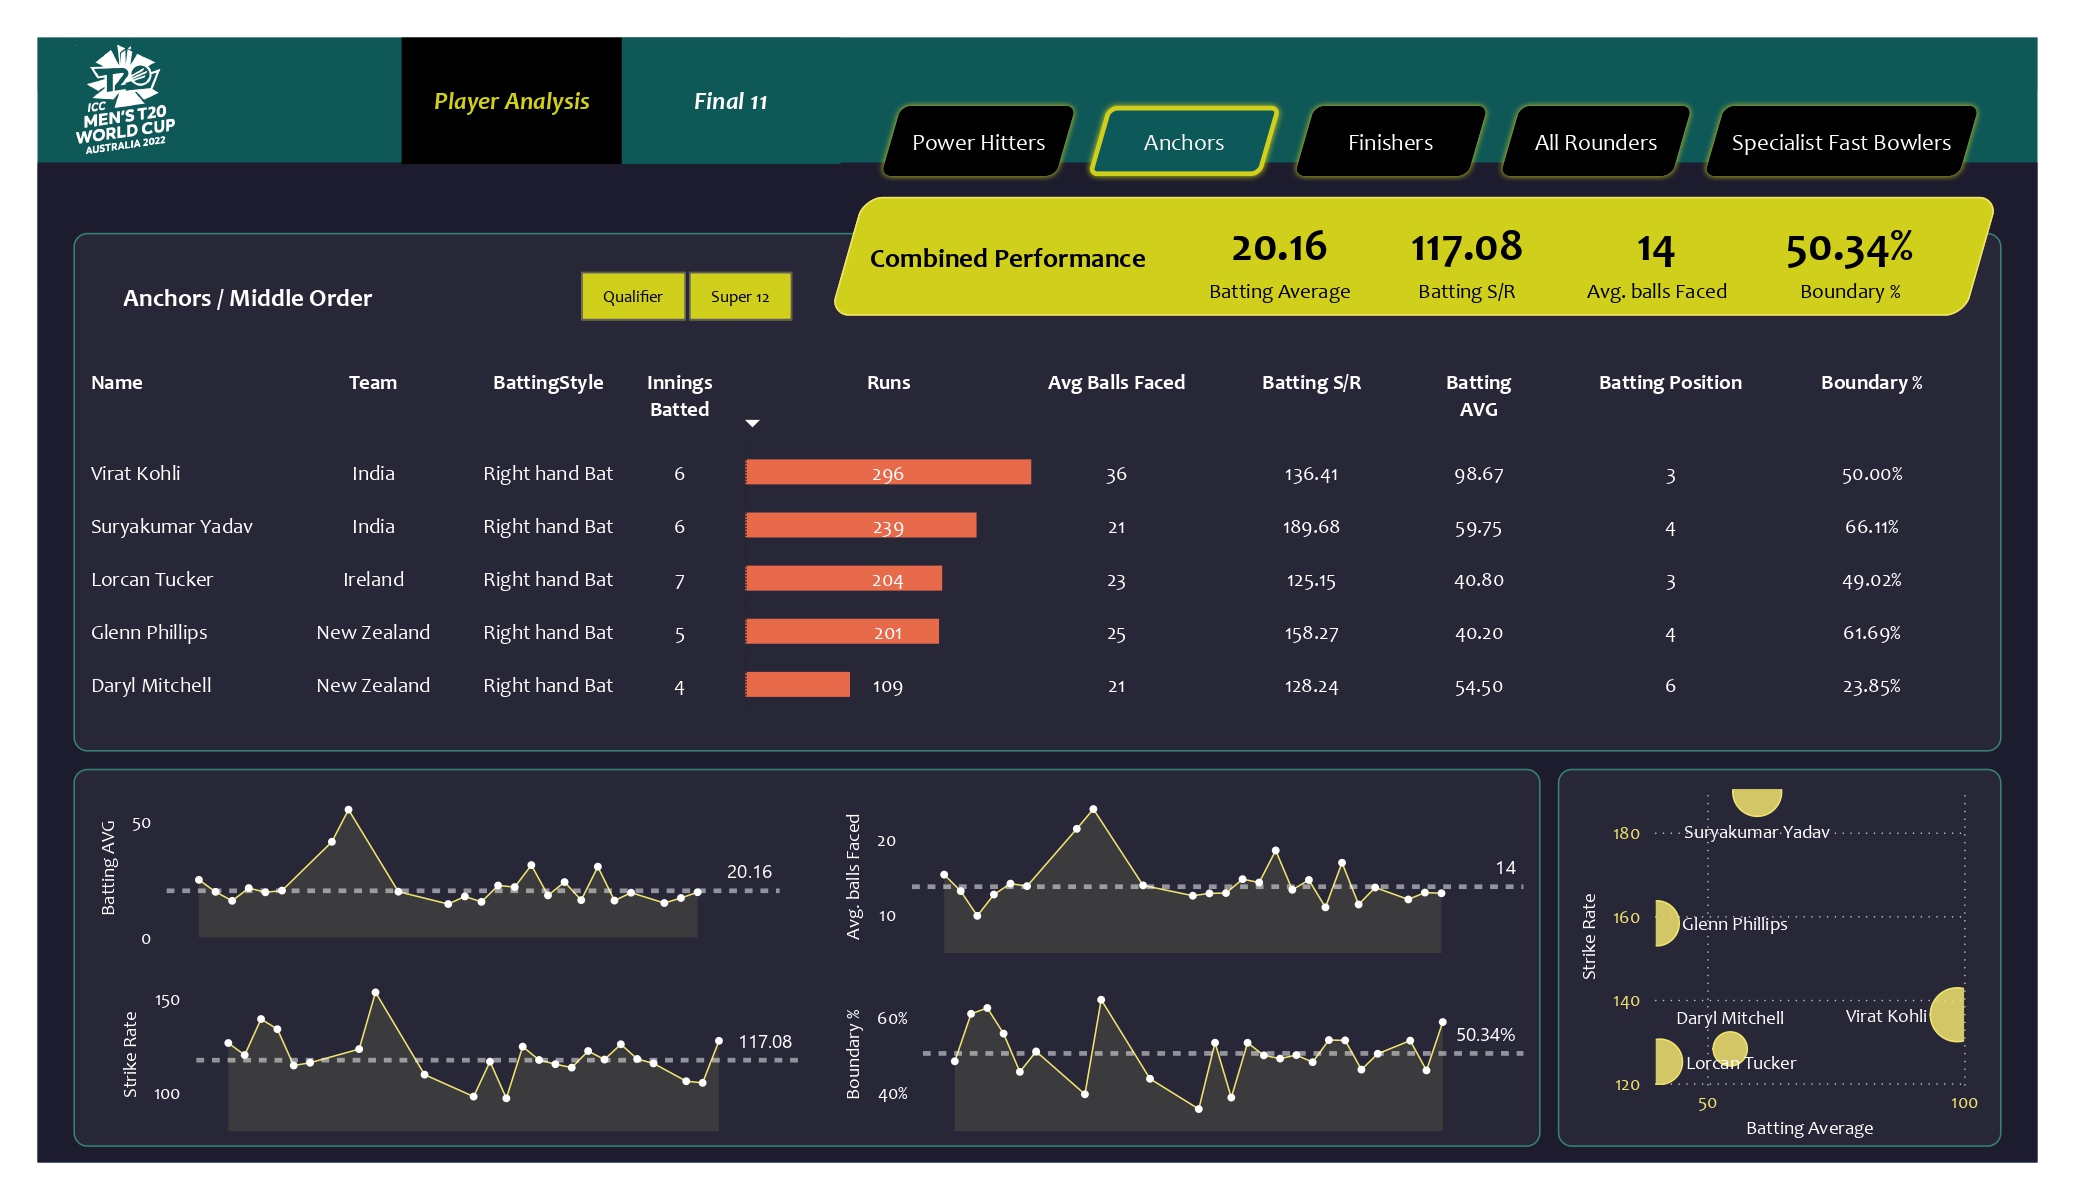 ICC
MEN'S T20
WORLD CUP
AUSTRALIA 2022
Player Analysis
Final 11
Power Hitters
Anchors
Finishers
All Rounders
Specialist Fast Bowlers
Combined Performance
20.16
Batting Average
117.08
Batting S/R
14
Avg. balls Faced
50.34%
Boundary %
Anchors / Middle Order
Qualifier
Super 12
Name Team BattingStyle Innings Batted Runs Avg Balls Faced Batting S/R Batting AVG Batting Position Boundary %
Virat Kohli India Right hand Bat 6 296 36 136.41 98.67 3 50.00%
Suryakumar Yadav India Right hand Bat 6 239 21 189.68 59.75 4 66.11%
Lorcan Tucker Ireland Right hand Bat 7 204 23 125.15 40.80 3 49.02%
Glenn Phillips New Zealand Right hand Bat 5 201 25 158.27 40.20 4 61.69%
Daryl Mitchell New Zealand Right hand Bat 4 109 21 128.24 54.50 6 23.85%
Batting AVG
50
0
20.16
Avg. balls Faced
20
10
14
Strike Rate
150
100
117.08
Boundary %
60%
40%
50.34%
Strike Rate
180
160
140
120
Suryakumar Yadav
Glenn Phillips
Daryl Mitchell
Virat Kohli
Lorcan Tucker
50
100
Batting Average